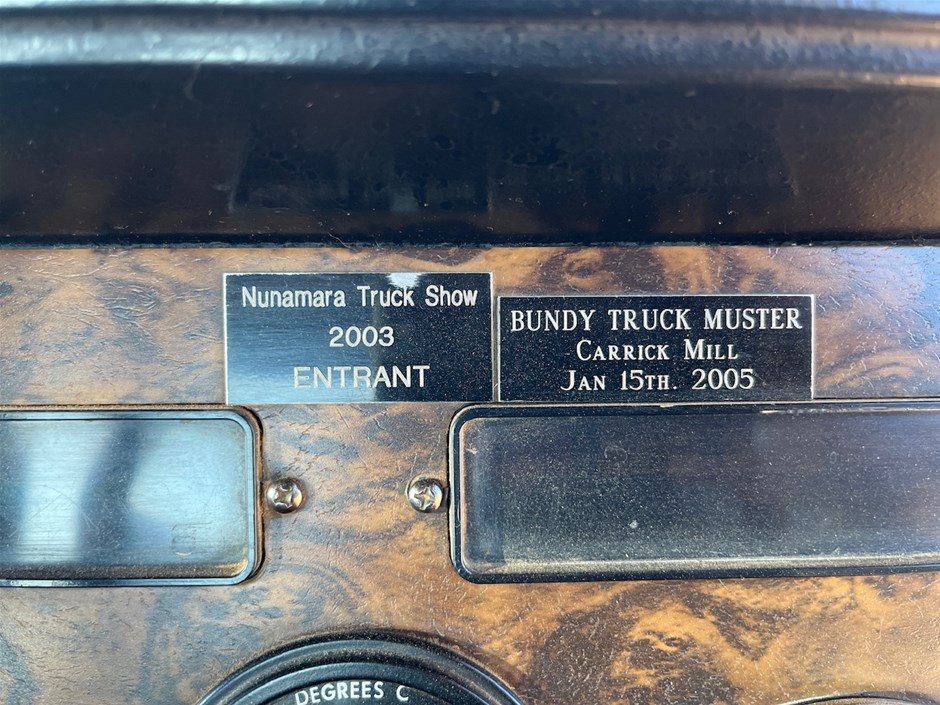 Nunamara Truck Show
2003
ENTRANT
BUNDY TRUCK MUSTER
CARRICK MILL
JAN 15TH. 2005
DEGREES C